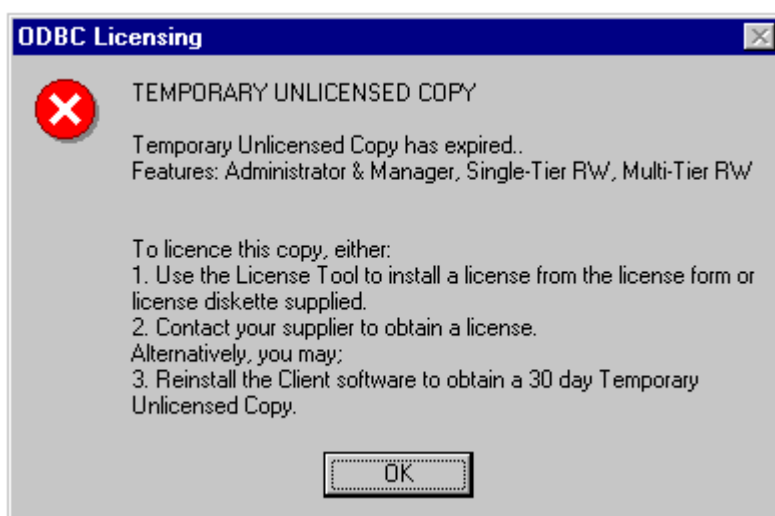 ODBC Licensing
TEMPORARY UNLICENSED COPY
Temporary Unlicensed Copy has expired..
Features: Administrator & Manager, Single-Tier RW, Multi-Tier RW
To licence this copy, either:
1. Use the License Tool to install a license from the license form or
license diskette supplied.
2. Contact your supplier to obtain a license.
Alternatively, you may;
3. Reinstall the Client software to obtain a 30 day Temporary
Unlicensed Copy.
OK